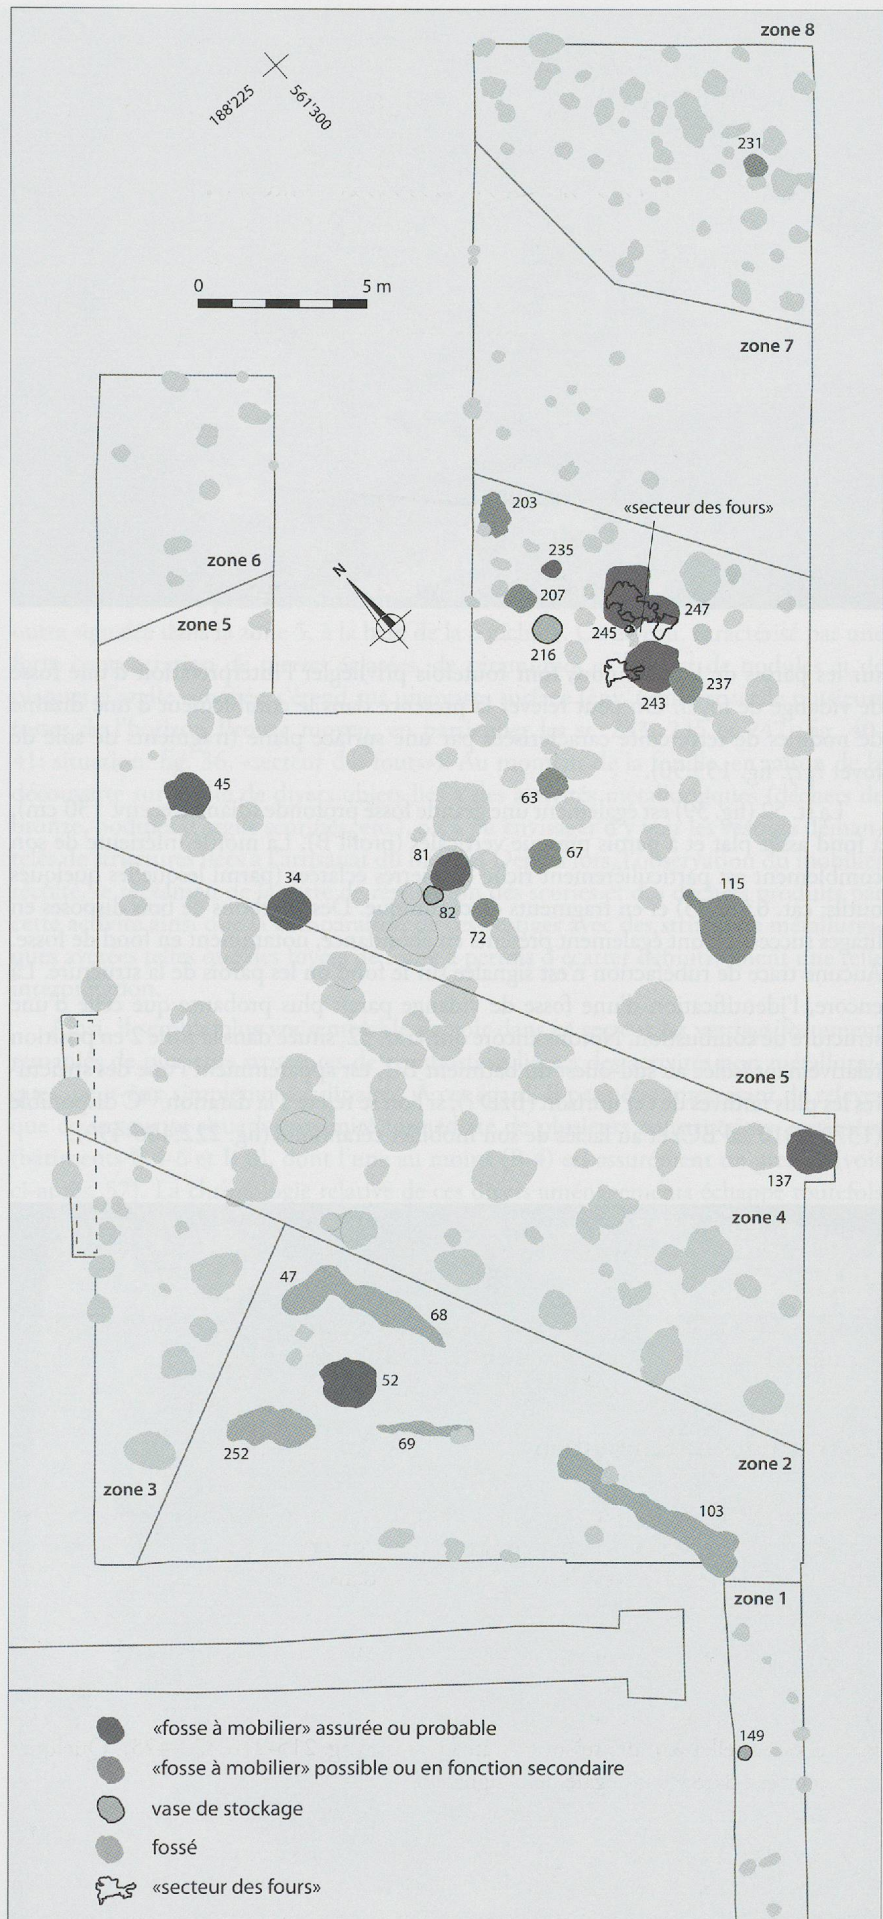 zone 8
188'225
561'300
231
0 5 m
zone 7
203
«secteur des fours»
235
zone 6
207
247
zone 5
245
216
237
243
45
63
81
67
34
115
82
72
zone 5
137
zone 4
47
68
52
252
69
zone 2
zone 3
103
zone 1
149
N
«fosse à mobilier» assurée ou probable
«fosse à mobilier» possible ou en fonction secondaire
vase de stockage
fossé
«secteur des fours»